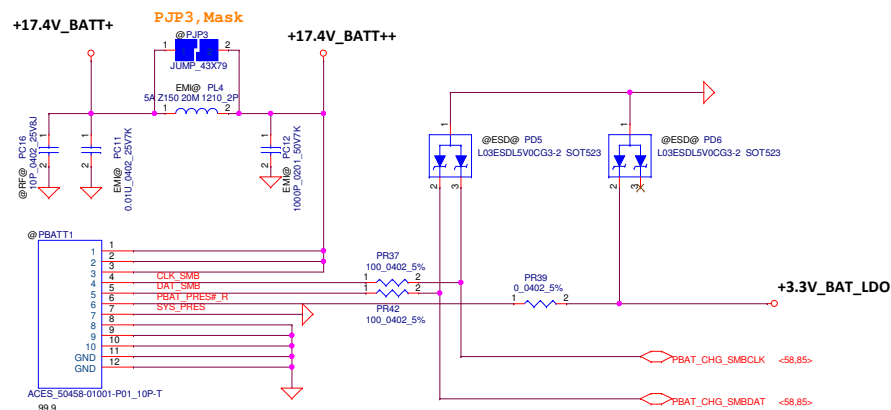 PJP3,Mask
+17.4V_BATT+
@PJP3
+17.4V_BATT++
1
2
JUMP_43X79
EMI@ PL4
5A Z150 20M 1210_2P
1
2
@RF@ PC16
10P_0402_25V8J
1
2
EMI@ PC11
0.01U_0402_25V7K
1
2
EMI@ PC12
1000P_0201_50V7K
1
2
@ESD@ PD5
L03ESDL5V0CG3-2 SOT523
1
2
3
@ESD@ PD6
L03ESDL5V0CG3-2 SOT523
1
2
3
@PBATT1
1 1
2 2
3 3
4 4 CLK_SMB
5 5 DAT_SMB
6 6 PBAT_PRES#_R
7 7 SYS_PRES
8 8
9 9
10 10
GND 11
GND 12
ACES_50458-01001-P01_10P-T
99.9
PR37
100_0402_5%
1 2
1 2
PR42
100_0402_5%
PR39
0_0402_5%
1 2
+3.3V_BAT_LDO
PBAT_CHG_SMBCLK <58,85>
PBAT_CHG_SMBDAT <58,85>